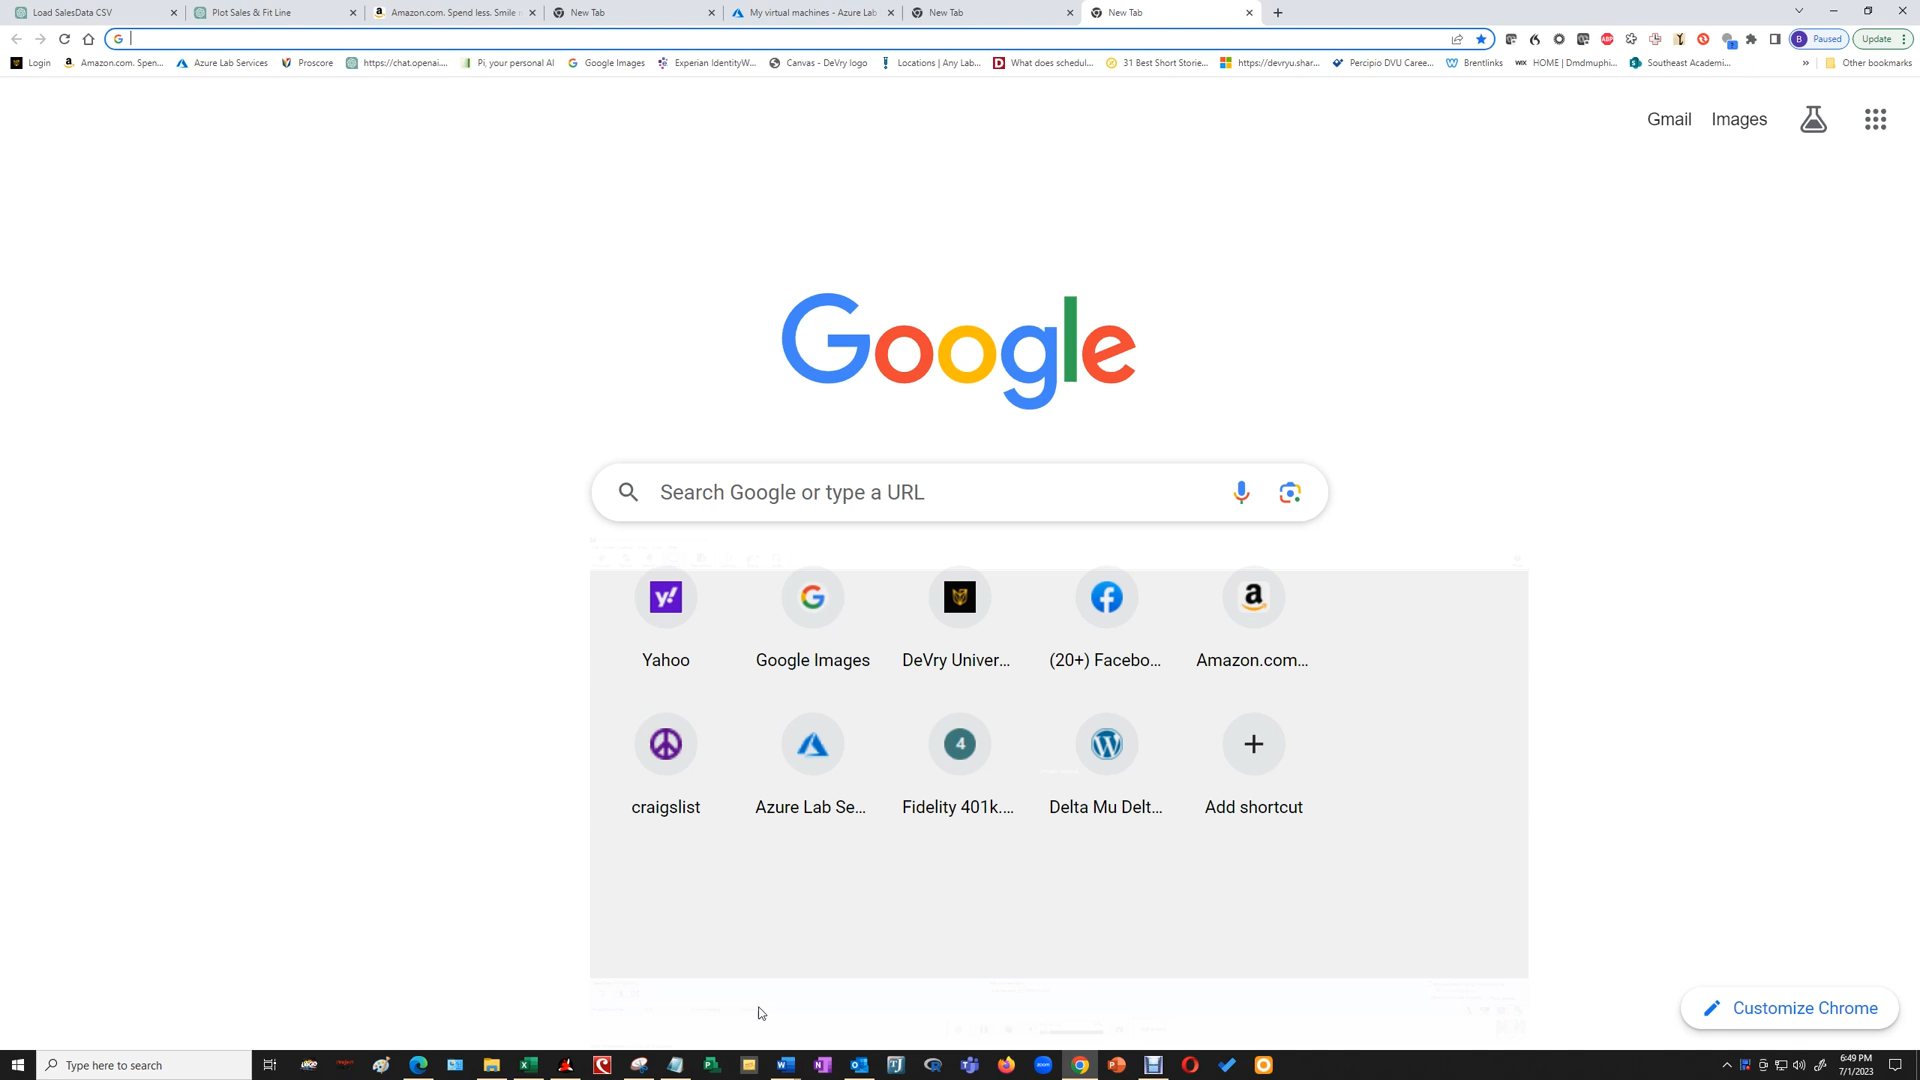 Load SalesData CSV
Plot Sales & Fit Line
Amazon.com. Spend less. Smile
New Tab
My virtual machines - Azure Lab
New Tab
New Tab
Paused
Update
Login
Amazon.com. Spen...
Azure Lab Services
Proscore
https://chat.openai....
Pi, your personal AI
Google Images
Experian IdentityW...
Canvas - DeVry logo
Locations | Any Lab...
What does schedul...
31 Best Short Storie...
https://devryu.shar...
Percipio DVU Caree...
Brentlinks
HOME | Dmdmuphi...
Southeast Academi...
Other bookmarks
Gmail
Images
Google
Search Google or type a URL
Yahoo
Google Images
DeVry Univer...
(20+) Facebo...
Amazon.com...
craigslist
Azure Lab Se...
Fidelity 401k....
Delta Mu Delt...
Add shortcut
Customize Chrome
Type here to search
6:49 PM
7/1/2023